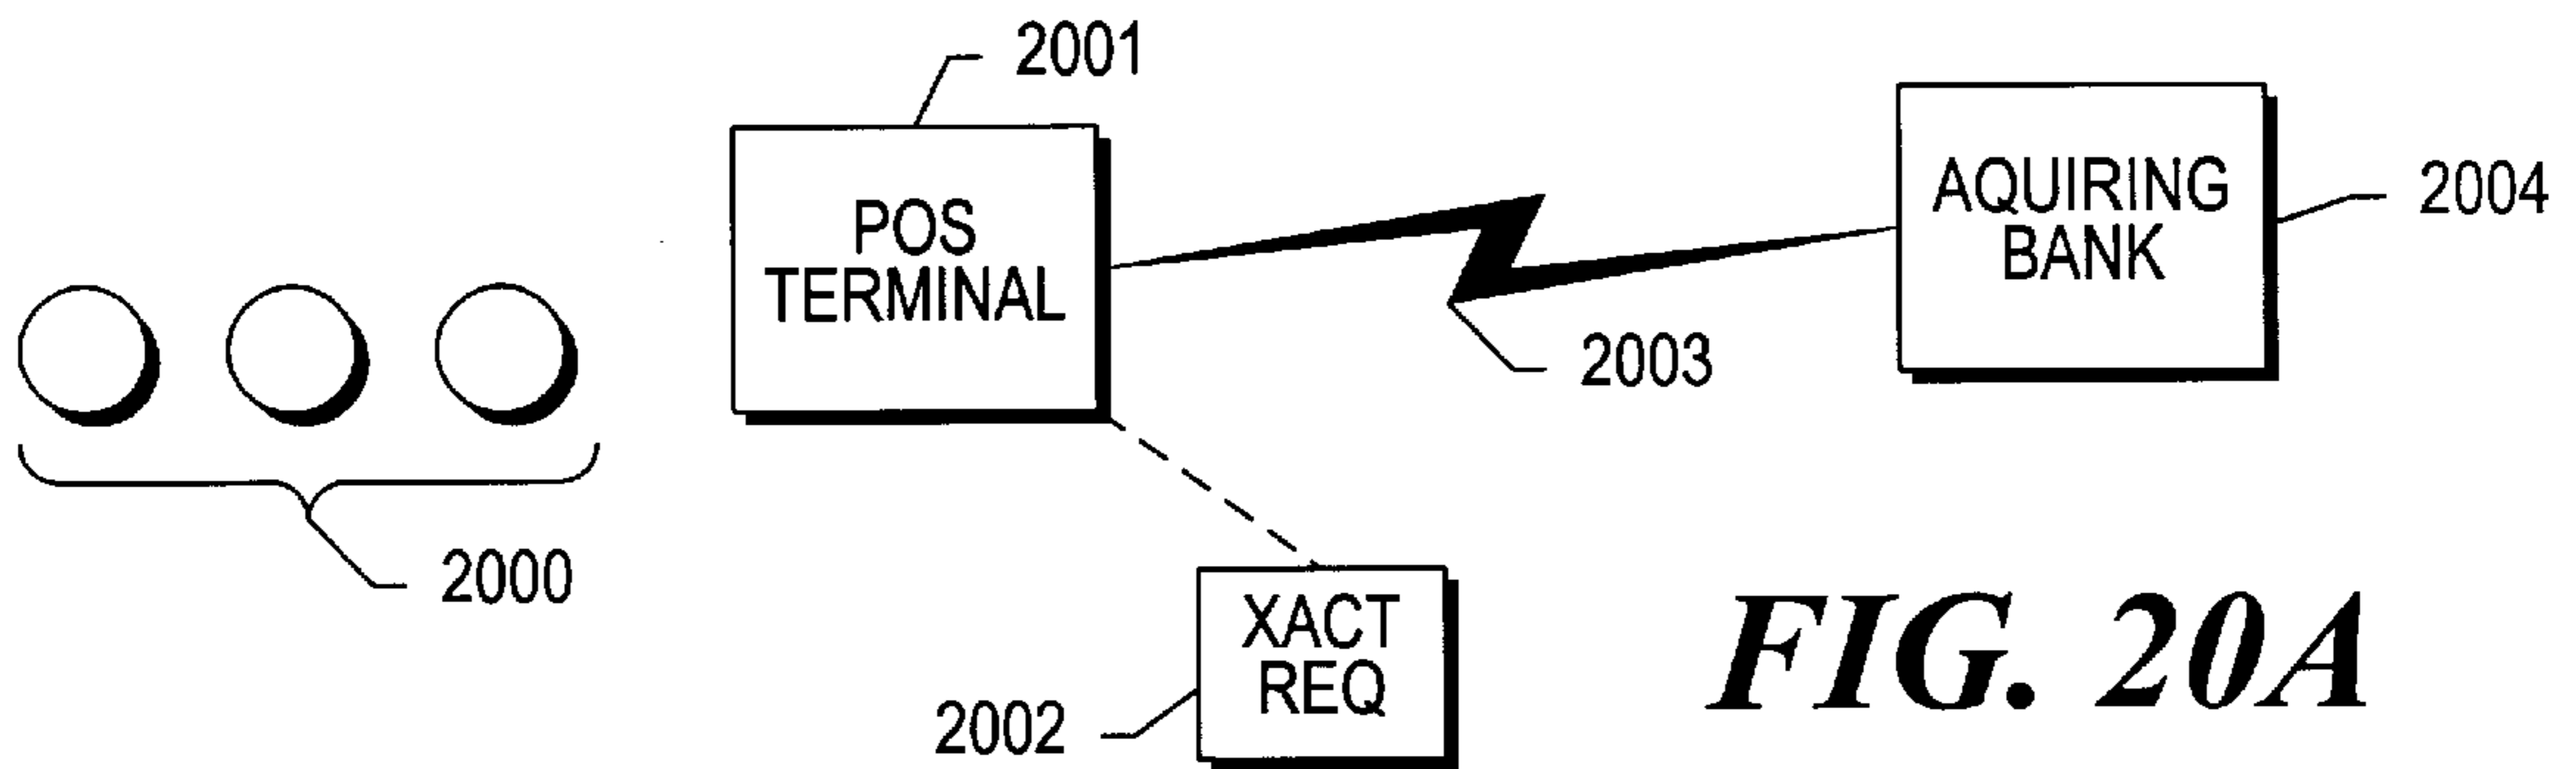 2001
POS
TERMINAL
AQUIRING
BANK
2004
2003
2000
XACT
REQ
2002
FIG. 20A